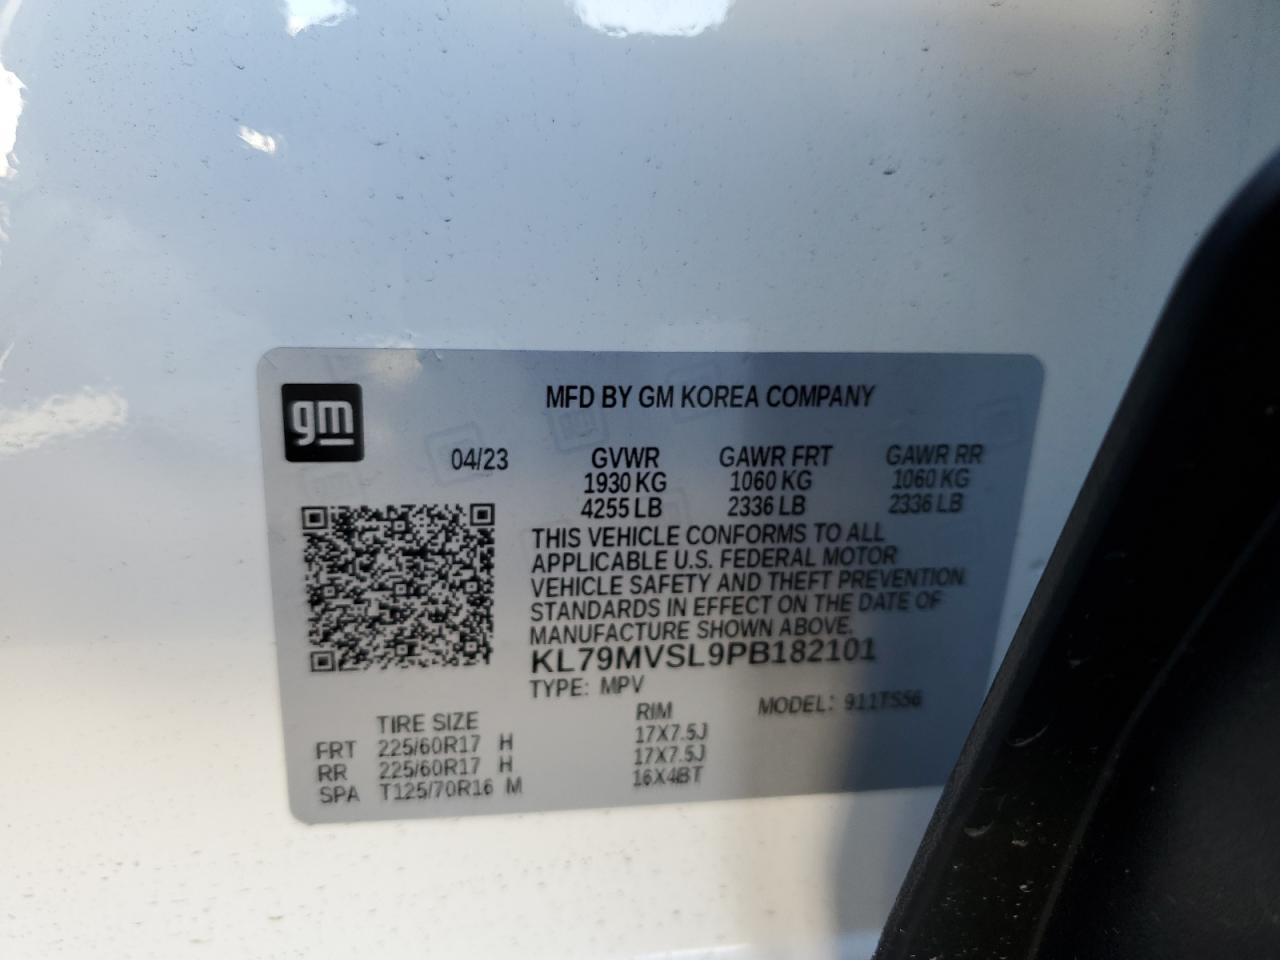 gm
MFD BY GM KOREA COMPANY
04/23 GVWR GAWR FRT GAWR RR
1930 KG 1060 KG 1060 KG
4255 LB 2336 LB 2336 LB
THIS VEHICLE CONFORMS TO ALL
APPLICABLE U.S. FEDERAL MOTOR
VEHICLE SAFETY AND THEFT PREVENTION
STANDARDS IN EFFECT ON THE DATE OF
MANUFACTURE SHOWN ABOVE.
KL79MVSL9PB182101
TYPE: MPV MODEL: 911TS56
TIRE SIZE RIM
FRT 225/60R17 H 17X7.5J
RR 225/60R17 H 17X7.5J
SPA T125/70R16 M 16X4BT